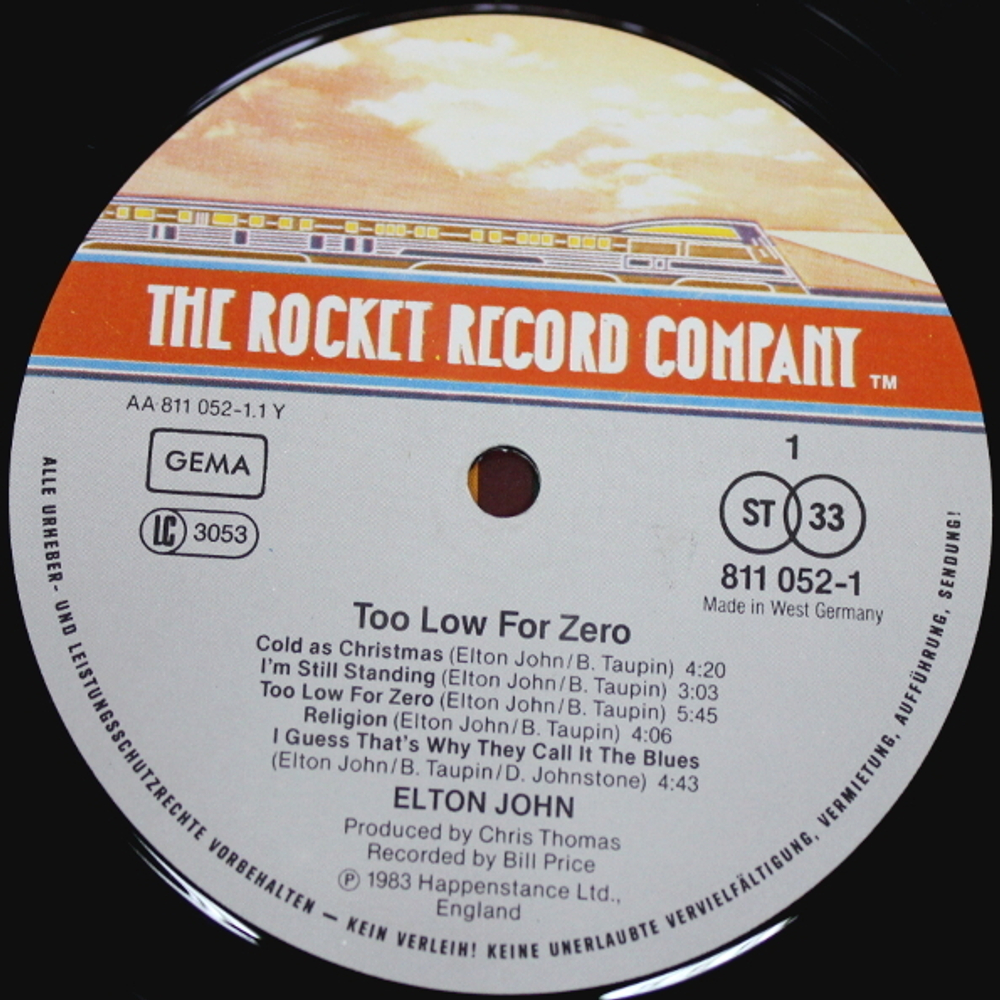 THE ROCKET RECORD COMPANY TM
AA 811 052-1.1 Y
GEMA
LC 3053
1
ST 33
811 052-1
Made in West Germany
Too Low For Zero
Cold as Christmas (Elton John/B. Taupin) 4:20
I'm Still Standing (Elton John/B. Taupin) 3:03
Too Low For Zero (Elton John/B. Taupin) 5:45
Religion (Elton John/B. Taupin) 4:06
I Guess That's Why They Call It The Blues
(Elton John/B. Taupin/D. Johnstone) 4:43
ELTON JOHN
Produced by Chris Thomas
Recorded by Bill Price
℗ 1983 Happenstance Ltd.,
England
ALLE URHEBER- UND LEISTUNGSSCHUTZRECHTE VORBEHALTEN — KEIN VERLEIH! KEINE UNERLAUBTE VERVIELFÄLTIGUNG, VERMIETUNG, AUFFÜHRUNG, SENDUNG!